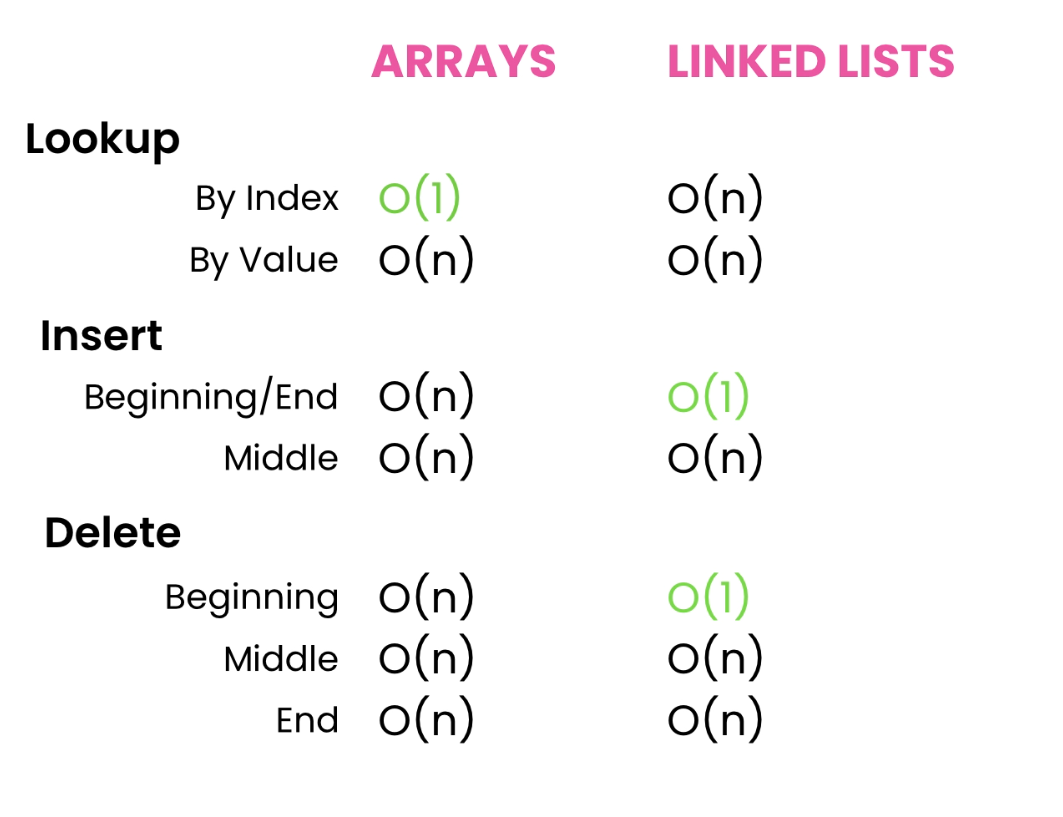 ARRAYS LINKED LISTS
Lookup
By Index O(1) O(n)
By Value O(n) O(n)
Insert
Beginning/End O(n) O(1)
Middle O(n) O(n)
Delete
Beginning O(n) O(1)
Middle O(n) O(n)
End O(n) O(n)